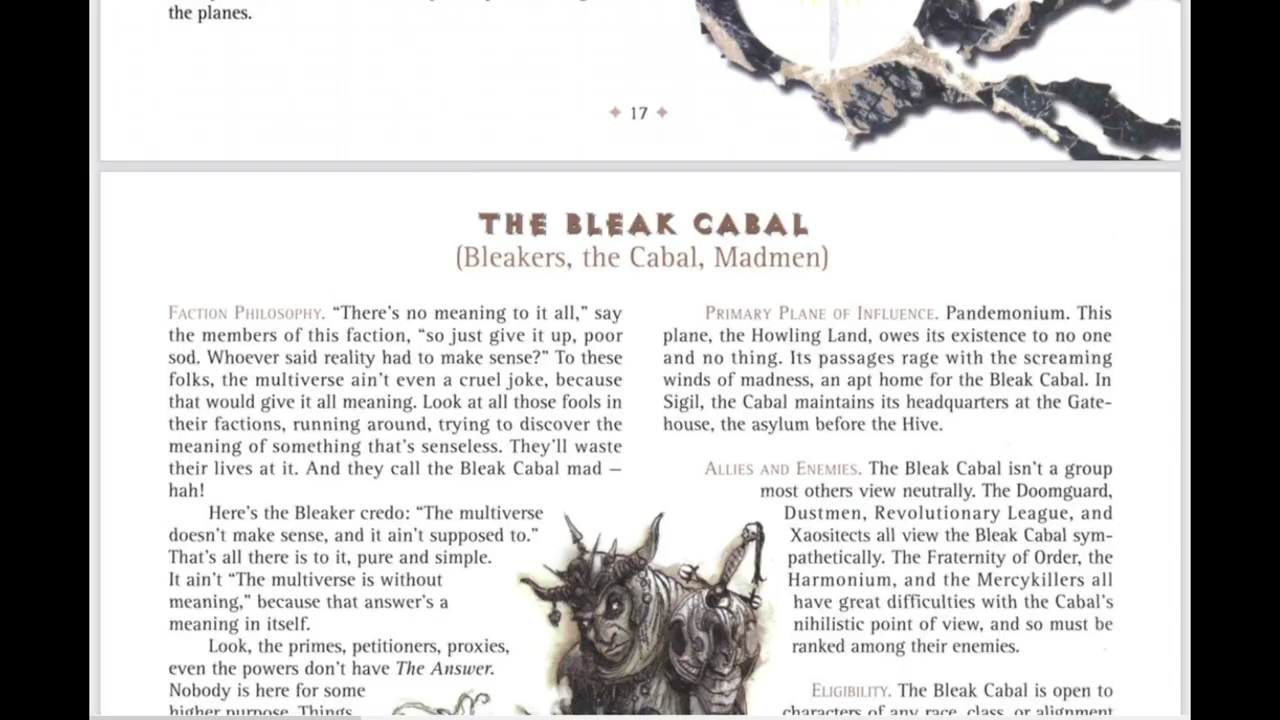 the planes.
17
THE BLEAK CABAL
(Bleakers, the Cabal, Madmen)
FACTION PHILOSOPHY. “There's no meaning to it all,” say
the members of this faction, “so just give it up, poor
sod. Whoever said reality had to make sense?” To these
folks, the multiverse ain't even a cruel joke, because
that would give it all meaning. Look at all those fools in
their factions, running around, trying to discover the
meaning of something that's senseless. They'll waste
their lives at it. And they call the Bleak Cabal mad –
hah!
Here's the Bleaker credo: “The multiverse
doesn't make sense, and it ain't supposed to.”
That's all there is to it, pure and simple.
It ain't “The multiverse is without
meaning,” because that answer's a
meaning in itself.
Look, the primes, petitioners, proxies,
even the powers don't have The Answer.
Nobody is here for some
higher purpose. Things
PRIMARY PLANE OF INFLUENCE. Pandemonium. This
plane, the Howling Land, owes its existence to no one
and no thing. Its passages rage with the screaming
winds of madness, an apt home for the Bleak Cabal. In
Sigil, the Cabal maintains its headquarters at the Gate-
house, the asylum before the Hive.
ALLIES AND ENEMIES. The Bleak Cabal isn't a group
most others view neutrally. The Doomguard,
Dustmen, Revolutionary League, and
Xaositects all view the Bleak Cabal sym-
pathetically. The Fraternity of Order, the
Harmonium, and the Mercykillers all
have great difficulties with the Cabal's
nihilistic point of view, and so must be
ranked among their enemies.
ELIGIBILITY. The Bleak Cabal is open to
characters of any race, class, or alignment